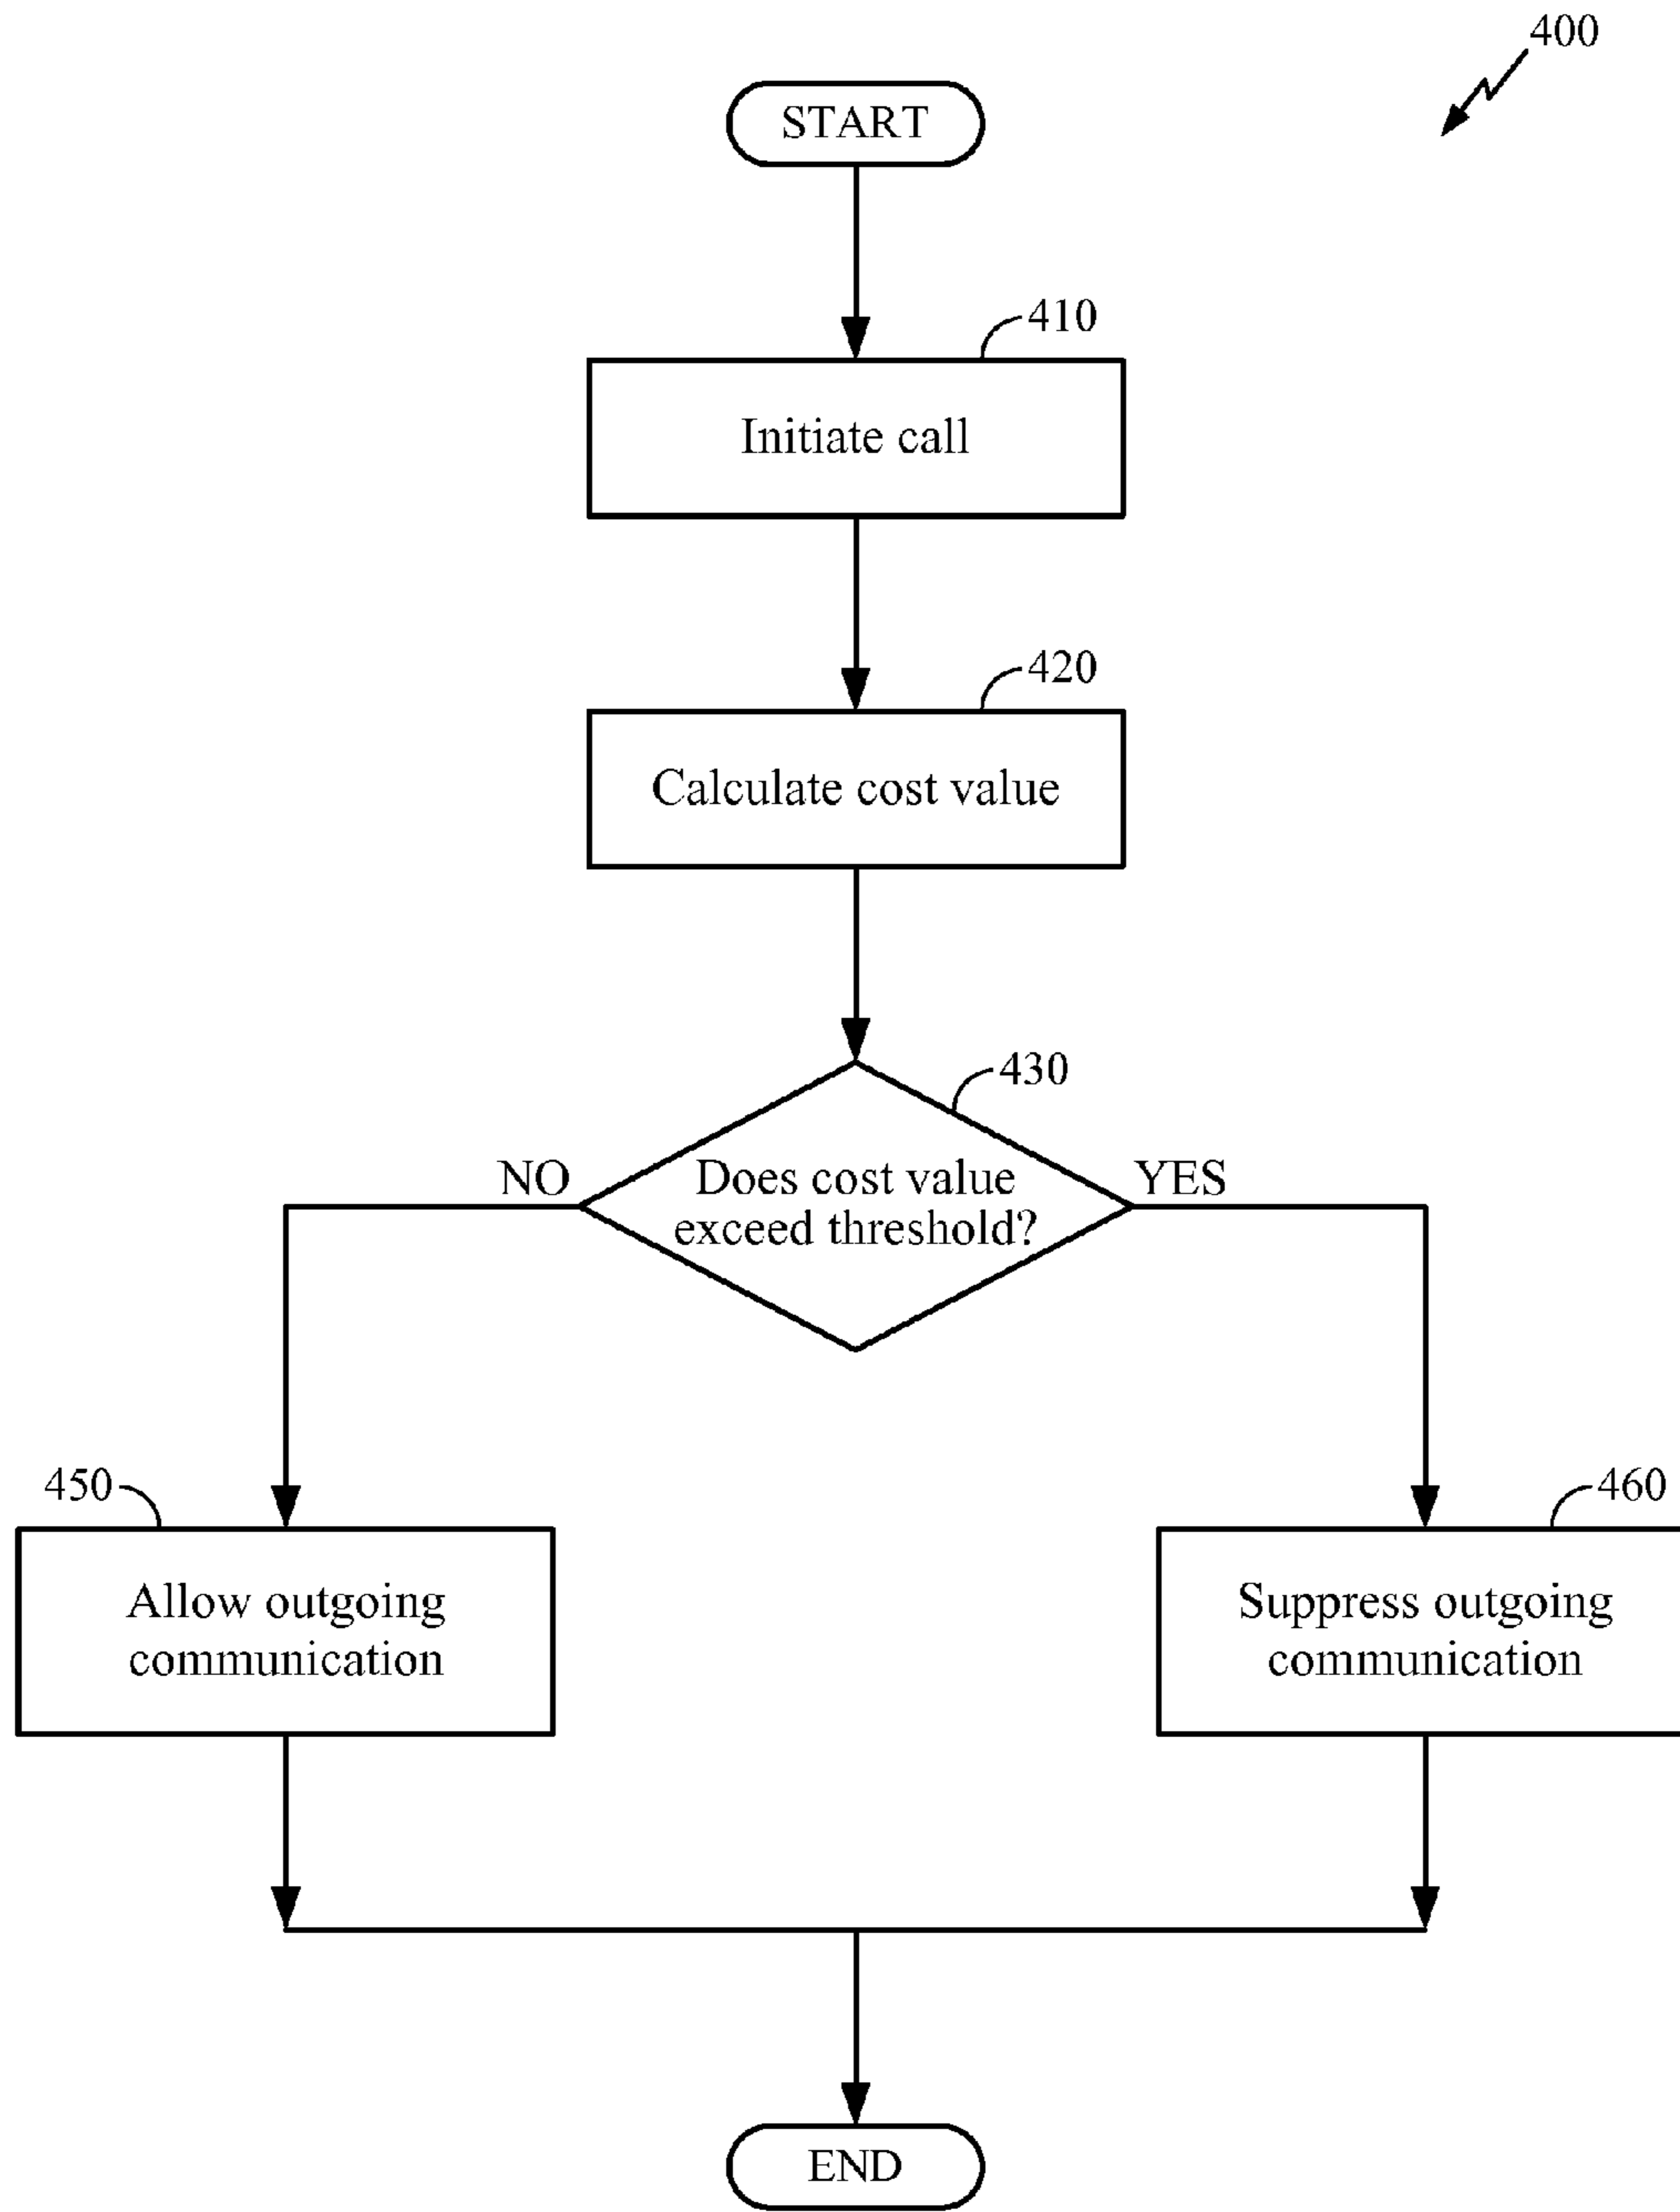 400
START
410
Initiate call
420
Calculate cost value
430
NO
Does cost value
exceed threshold?
YES
450
Allow outgoing
communication
460
Suppress outgoing
communication
END